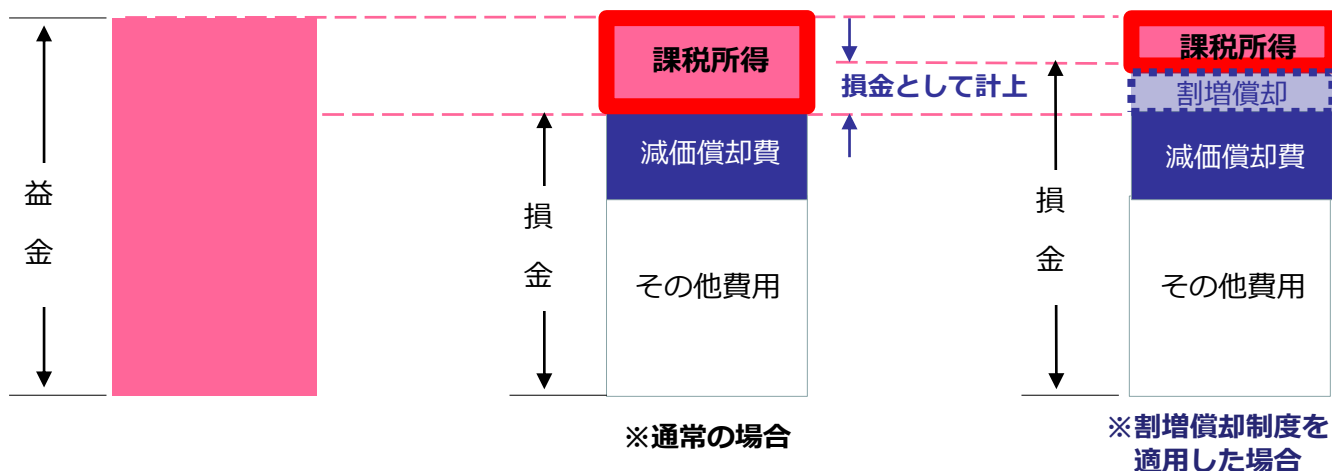 益金
課税所得
減価償却費
損金
その他費用
※通常の場合
損金として計上
課税所得
割増償却
減価償却費
損金
その他費用
※割増償却制度を
適用した場合